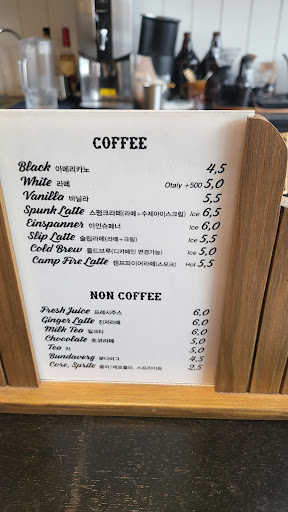 COFFEE
Black 아메리카노 4,5
White 라떼 Otaly +500 5,0
Vanilla 바닐라 5,5
Spunk Latte 스펑크라떼(라떼+수제아이스크림) Ice 6,5
Einspanner 아인슈페너 Ice 6,0
Slip Latte 슬립라떼(라떼+크림) Ice 5,5
Cold Brew 콜드브루(디카페인 변경가능) Ice 5,0
Camp Fire Latte 캠프파이어라떼(스모크) Hot 5,5
NON COFFEE
Fresh Juice 프레시주스 6,0
Ginger Latte 진저라떼 6,0
Milk Tea 밀크티 6,0
Chocolate 초코라떼 5,0
Tea 티 5,0
Bundaverg 분다버그 4,5
Core, Sprite 콜라/제로콜라, 스프라이트 2,5